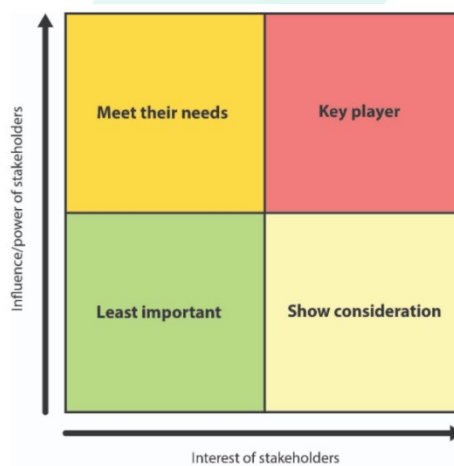 Influence/power of stakeholders
Meet their needs
Key player
Least important
Show consideration
Interest of stakeholders